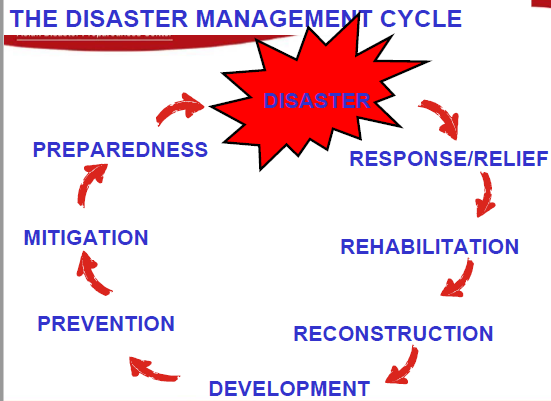 THE DISASTER MANAGEMENT CYCLE
DISASTER
RESPONSE/RELIEF
REHABILITATION
RECONSTRUCTION
DEVELOPMENT
PREVENTION
MITIGATION
PREPAREDNESS